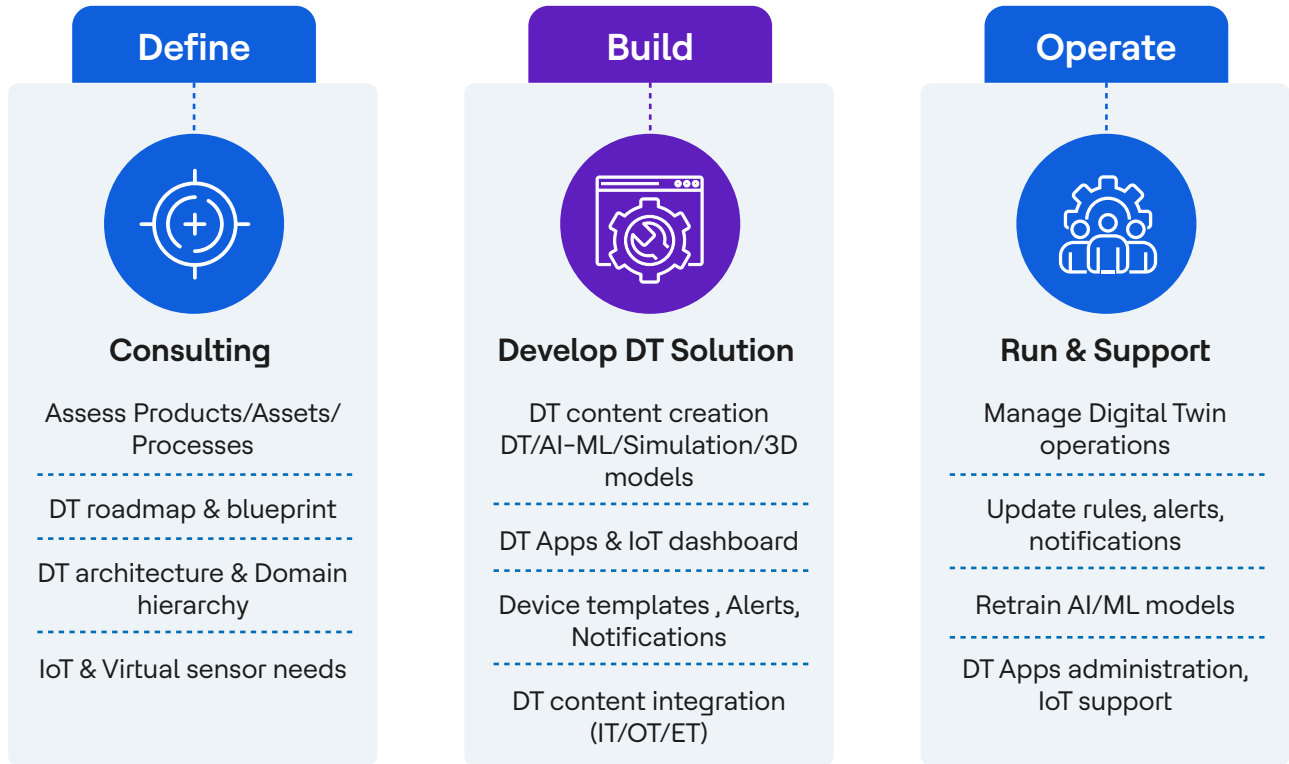 Define
Consulting
Assess Products/Assets/
Processes
DT roadmap & blueprint
DT architecture & Domain
hierarchy
IoT & Virtual sensor needs
Build
Develop DT Solution
DT content creation
DT/AI-ML/Simulation/3D
models
DT Apps & IoT dashboard
Device templates , Alerts,
Notifications
DT content integration
(IT/OT/ET)
Operate
Run & Support
Manage Digital Twin
operations
Update rules, alerts,
notifications
Retrain AI/ML models
DT Apps administration,
IoT support